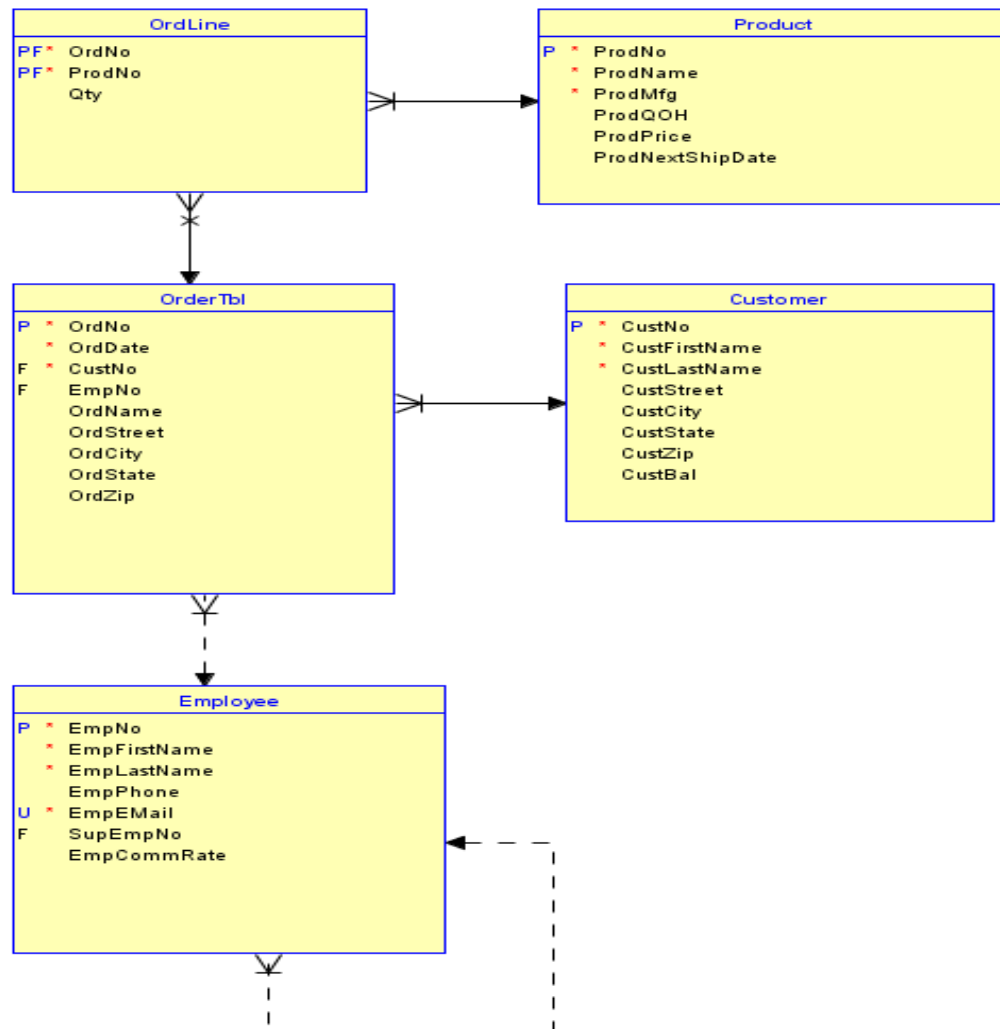 OrdLine
PF* OrdNo
PF* ProdNo
Qty
Product
P * ProdNo
* ProdName
* ProdMfg
ProdQOH
ProdPrice
ProdNextShipDate
OrderTbl
P * OrdNo
* OrdDate
F * CustNo
F EmpNo
OrdName
OrdStreet
OrdCity
OrdState
OrdZip
Customer
P * CustNo
* CustFirstName
* CustLastName
CustStreet
CustCity
CustState
CustZip
CustBal
Employee
P * EmpNo
* EmpFirstName
* EmpLastName
EmpPhone
U * EmpEMail
F SupEmpNo
EmpCommRate